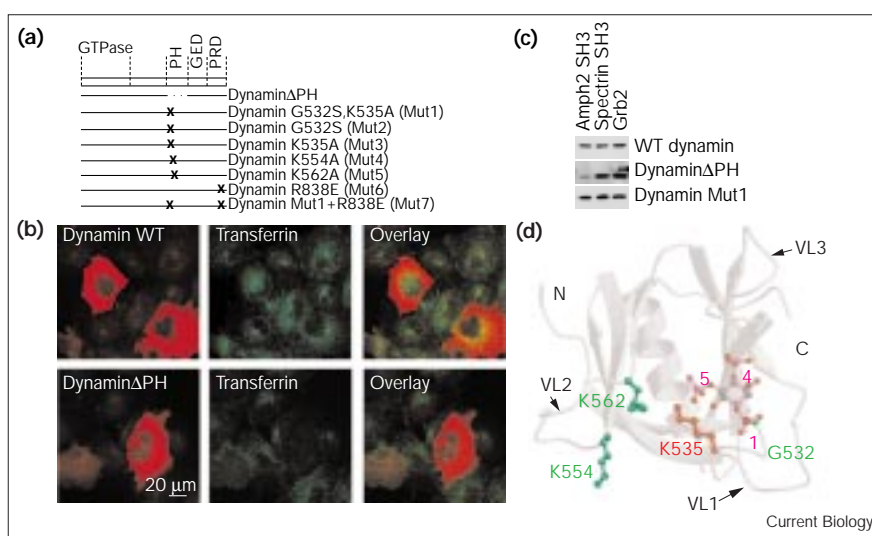 (a)
GTPase
PH
GED
PRD
DynaminΔPH
x Dynamin G532S,K535A (Mut1)
x Dynamin G532S (Mut2)
x Dynamin K535A (Mut3)
x Dynamin K554A (Mut4)
x Dynamin K562A (Mut5)
x Dynamin R838E (Mut6)
x x Dynamin Mut1+R838E (Mut7)
(b)
Dynamin WT Transferrin Overlay
DynaminΔPH Transferrin Overlay
20 μm
(c)
Amph2 SH3
Spectrin SH3
Grb2
WT dynamin
DynaminΔPH
Dynamin Mut1
(d)
VL3
N
C
VL2
K562
5
4
K535
1
G532
K554
VL1
Current Biology